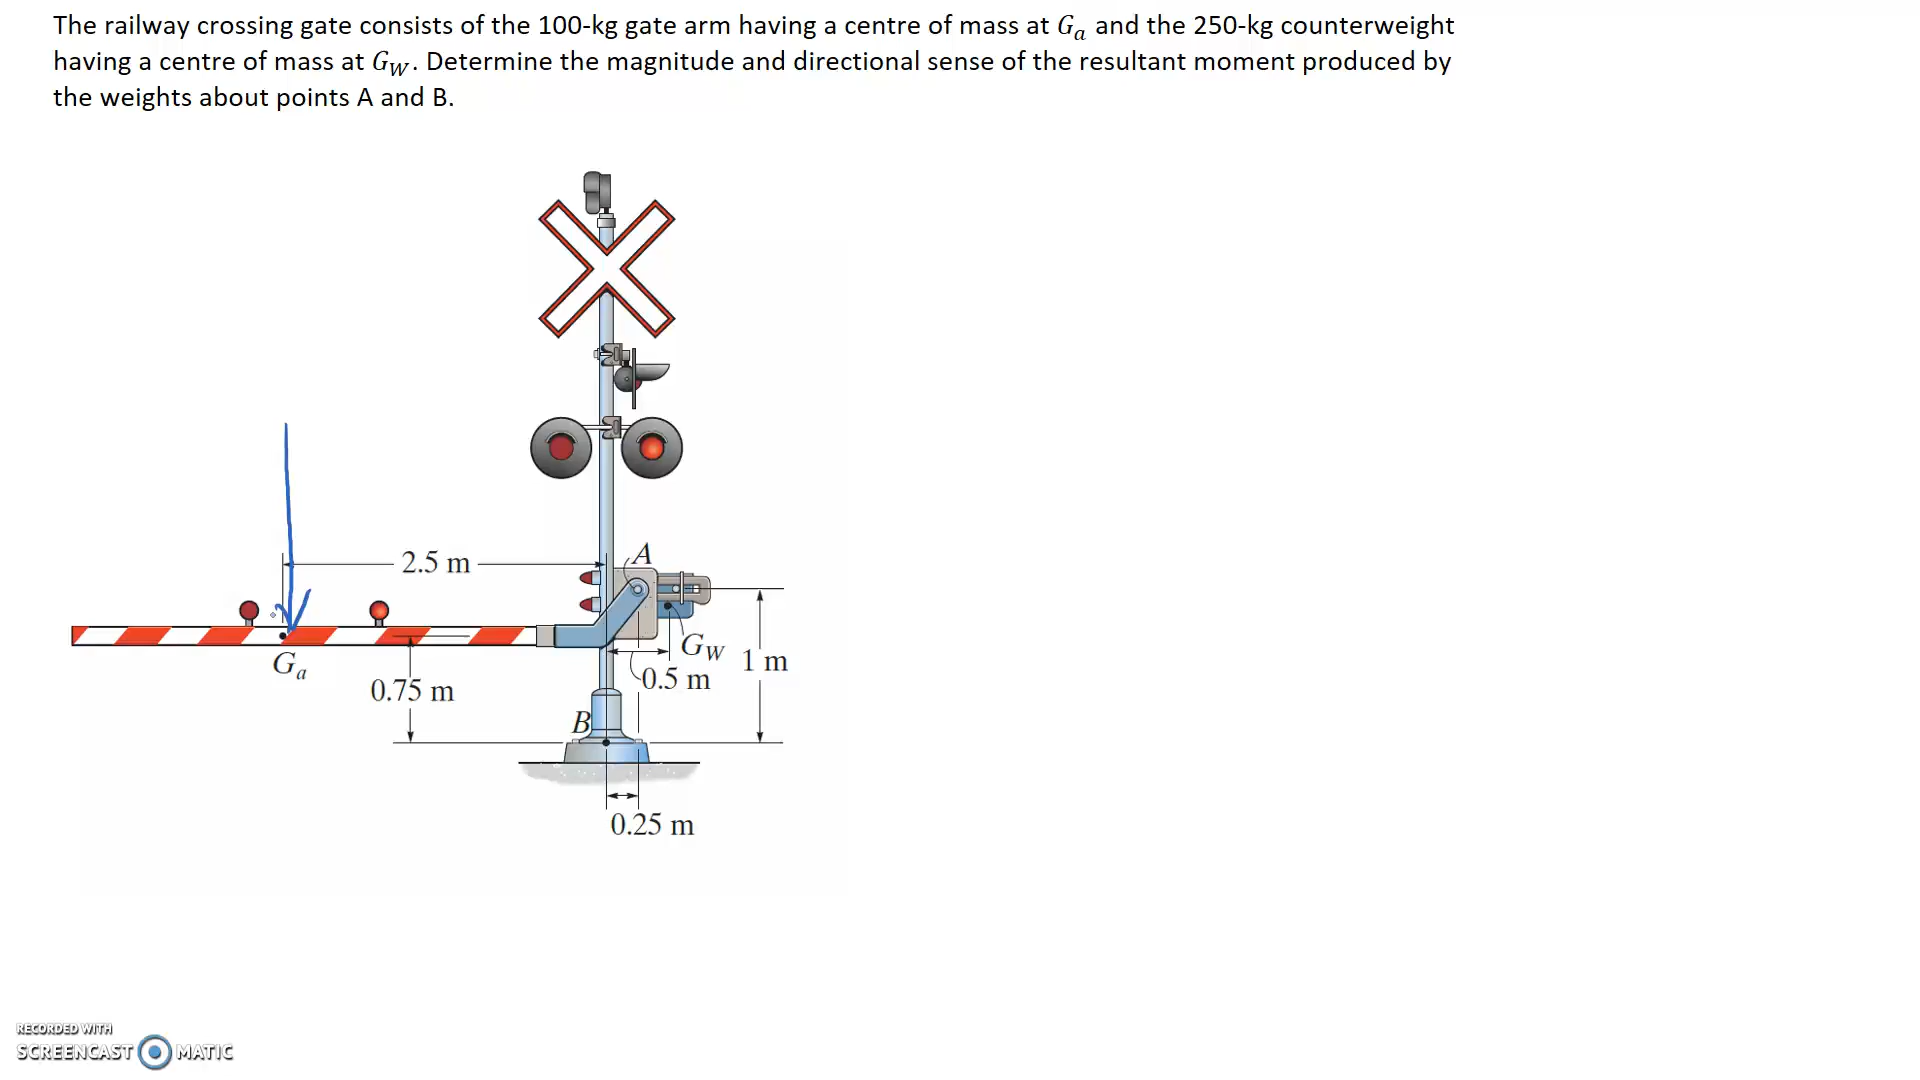 The railway crossing gate consists of the 100-kg gate arm having a centre of mass at Gₐ and the 250-kg counterweight
having a centre of mass at G_W. Determine the magnitude and directional sense of the resultant moment produced by
the weights about points A and B.
A
2.5 m
Gₐ
G_W
1 m
0.75 m
0.5 m
B
0.25 m
RECORDED WITH
SCREENCAST MATIC